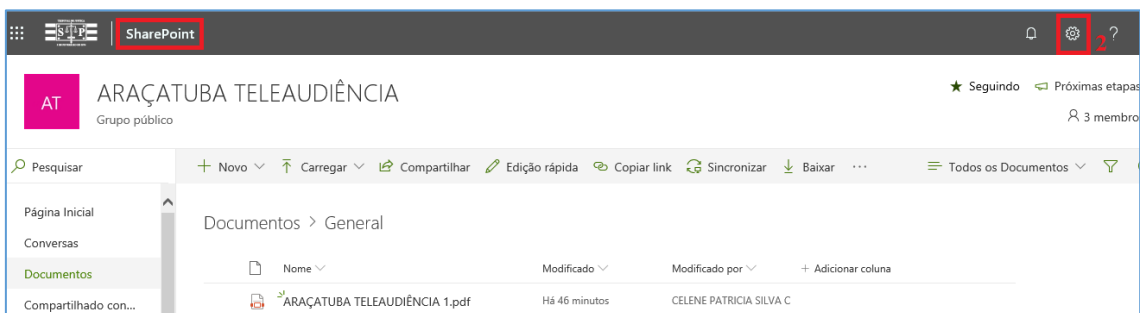 S P SharePoint 2 ?
AT ARAÇATUBA TELEAUDIÊNCIA
Grupo público
Seguindo Próximas etapas
3 membro
Pesquisar
Novo Carregar Compartilhar Edição rápida Copiar link Sincronizar Baixar ... Todos os Documentos
Página Inicial
Conversas
Documentos
Compartilhado con...
Documentos > General
Nome Modificado Modificado por + Adicionar coluna
ARAÇATUBA TELEAUDIÊNCIA 1.pdf Há 46 minutos CELENE PATRICIA SILVA C